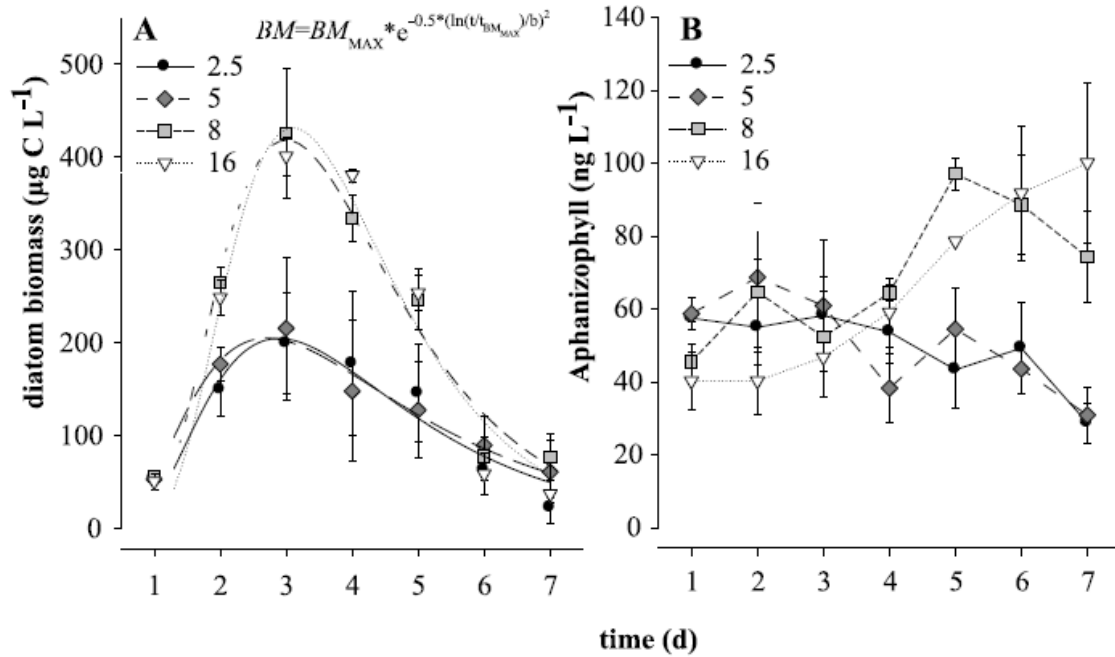 A
BM=BM_MAX*e^−0.5*(ln(t/t_BM_MAX)/b)^2
2.5
5
8
16
500
400
300
200
100
0
diatom biomass (µg C L⁻¹)
1 2 3 4 5 6 7
B
2.5
5
8
16
140
120
100
80
60
40
20
0
Aphanizophyll (ng L⁻¹)
1 2 3 4 5 6 7
time (d)